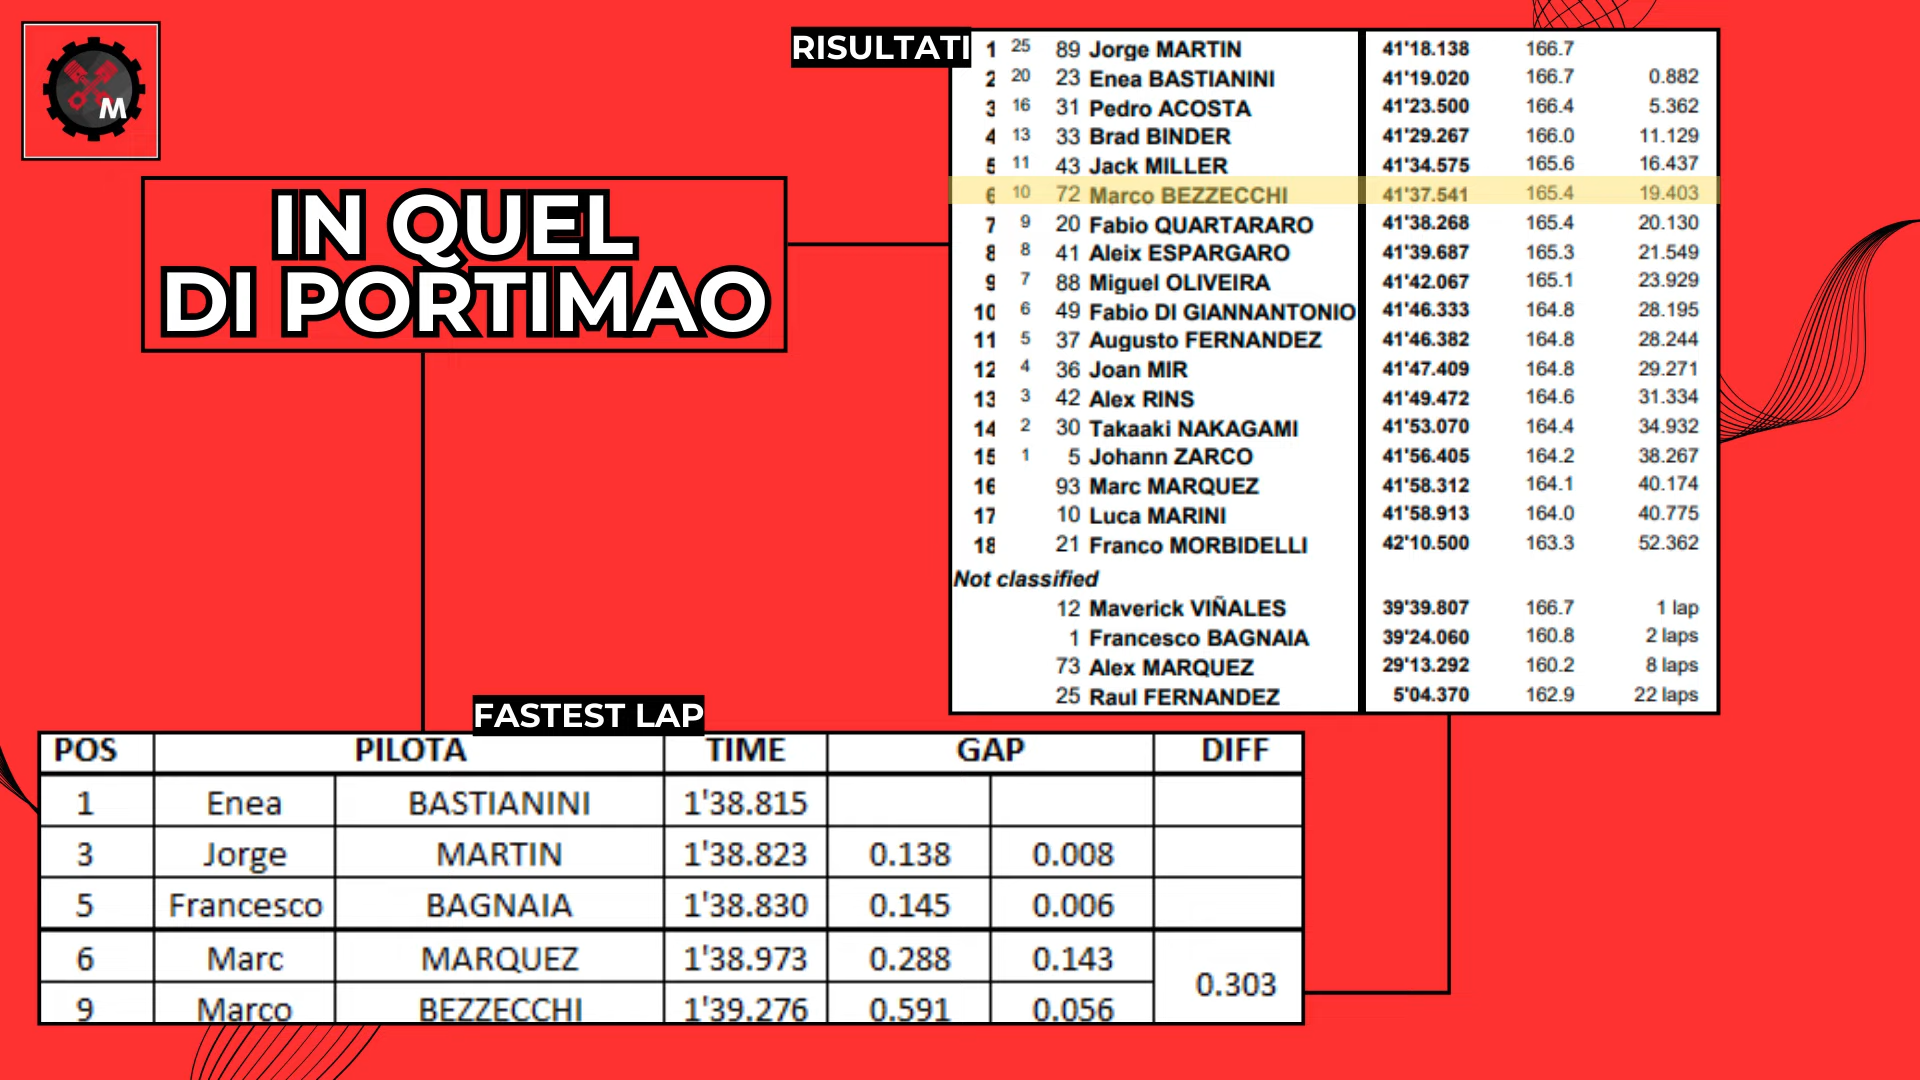 M
IN QUEL
DI PORTIMAO
RISULTATI
1 25 89 Jorge MARTIN 41'18.138 166.7
2 20 23 Enea BASTIANINI 41'19.020 166.7 0.882
3 16 31 Pedro ACOSTA 41'23.500 166.4 5.362
4 13 33 Brad BINDER 41'29.267 166.0 11.129
5 11 43 Jack MILLER 41'34.575 165.6 16.437
6 10 72 Marco BEZZECCHI 41'37.541 165.4 19.403
7 9 20 Fabio QUARTARARO 41'38.268 165.4 20.130
8 8 41 Aleix ESPARGARO 41'39.687 165.3 21.549
9 7 88 Miguel OLIVEIRA 41'42.067 165.1 23.929
10 6 49 Fabio DI GIANNANTONIO 41'46.333 164.8 28.195
11 5 37 Augusto FERNANDEZ 41'46.382 164.8 28.244
12 4 36 Joan MIR 41'47.409 164.8 29.271
13 3 42 Alex RINS 41'49.472 164.6 31.334
14 2 30 Takaaki NAKAGAMI 41'53.070 164.4 34.932
15 1 5 Johann ZARCO 41'56.405 164.2 38.267
16 93 Marc MARQUEZ 41'58.312 164.1 40.174
17 10 Luca MARINI 41'58.913 164.0 40.775
18 21 Franco MORBIDELLI 42'10.500 163.3 52.362
Not classified
12 Maverick VIÑALES 39'39.807 166.7 1 lap
1 Francesco BAGNAIA 39'24.060 160.8 2 laps
73 Alex MARQUEZ 29'13.292 160.2 8 laps
25 Raul FERNANDEZ 5'04.370 162.9 22 laps
FASTEST LAP
POS PILOTA TIME GAP DIFF
1 Enea BASTIANINI 1'38.815
3 Jorge MARTIN 1'38.823 0.138 0.008
5 Francesco BAGNAIA 1'38.830 0.145 0.006
6 Marc MARQUEZ 1'38.973 0.288 0.143
0.303
9 Marco BEZZECCHI 1'39.276 0.591 0.056